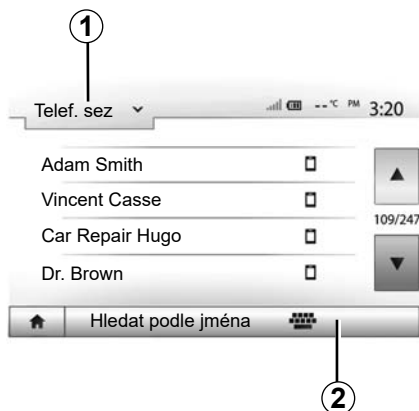 1
Telef. sez --°C PM 3:20
Adam Smith
Vincent Casse
109/247
Car Repair Hugo
Dr. Brown
Hledat podle jména
2